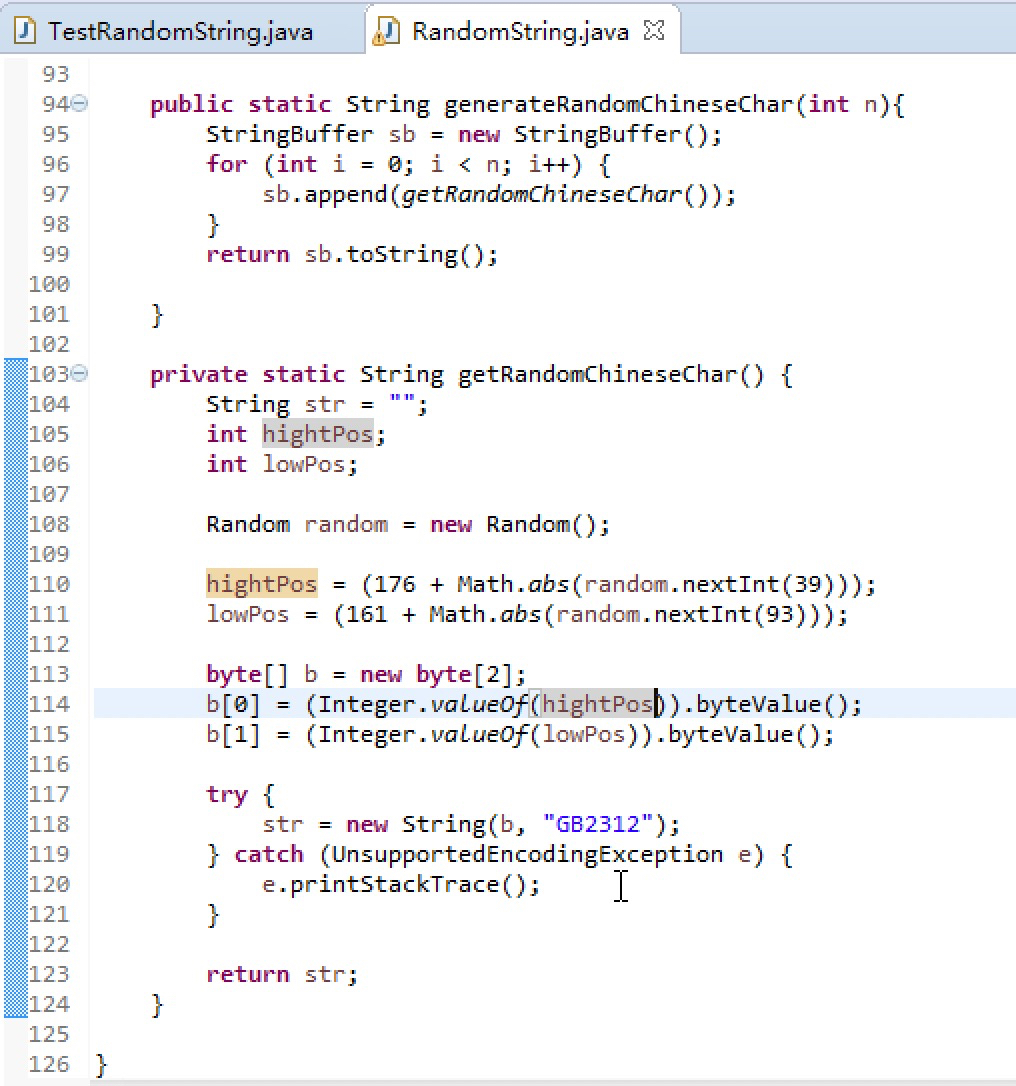 TestRandomString.java RandomString.java
93
94 public static String generateRandomChineseChar(int n){
95 StringBuffer sb = new StringBuffer();
96 for (int i = 0; i < n; i++) {
97 sb.append(getRandomChineseChar());
98 }
99 return sb.toString();
100
101 }
102
103 private static String getRandomChineseChar() {
104 String str = "";
105 int hightPos;
106 int lowPos;
107
108 Random random = new Random();
109
110 hightPos = (176 + Math.abs(random.nextInt(39)));
111 lowPos = (161 + Math.abs(random.nextInt(93)));
112
113 byte[] b = new byte[2];
114 b[0] = (Integer.valueOf(hightPos)).byteValue();
115 b[1] = (Integer.valueOf(lowPos)).byteValue();
116
117 try {
118 str = new String(b, "GB2312");
119 } catch (UnsupportedEncodingException e) {
120 e.printStackTrace();
121 }
122
123 return str;
124 }
125
126 }